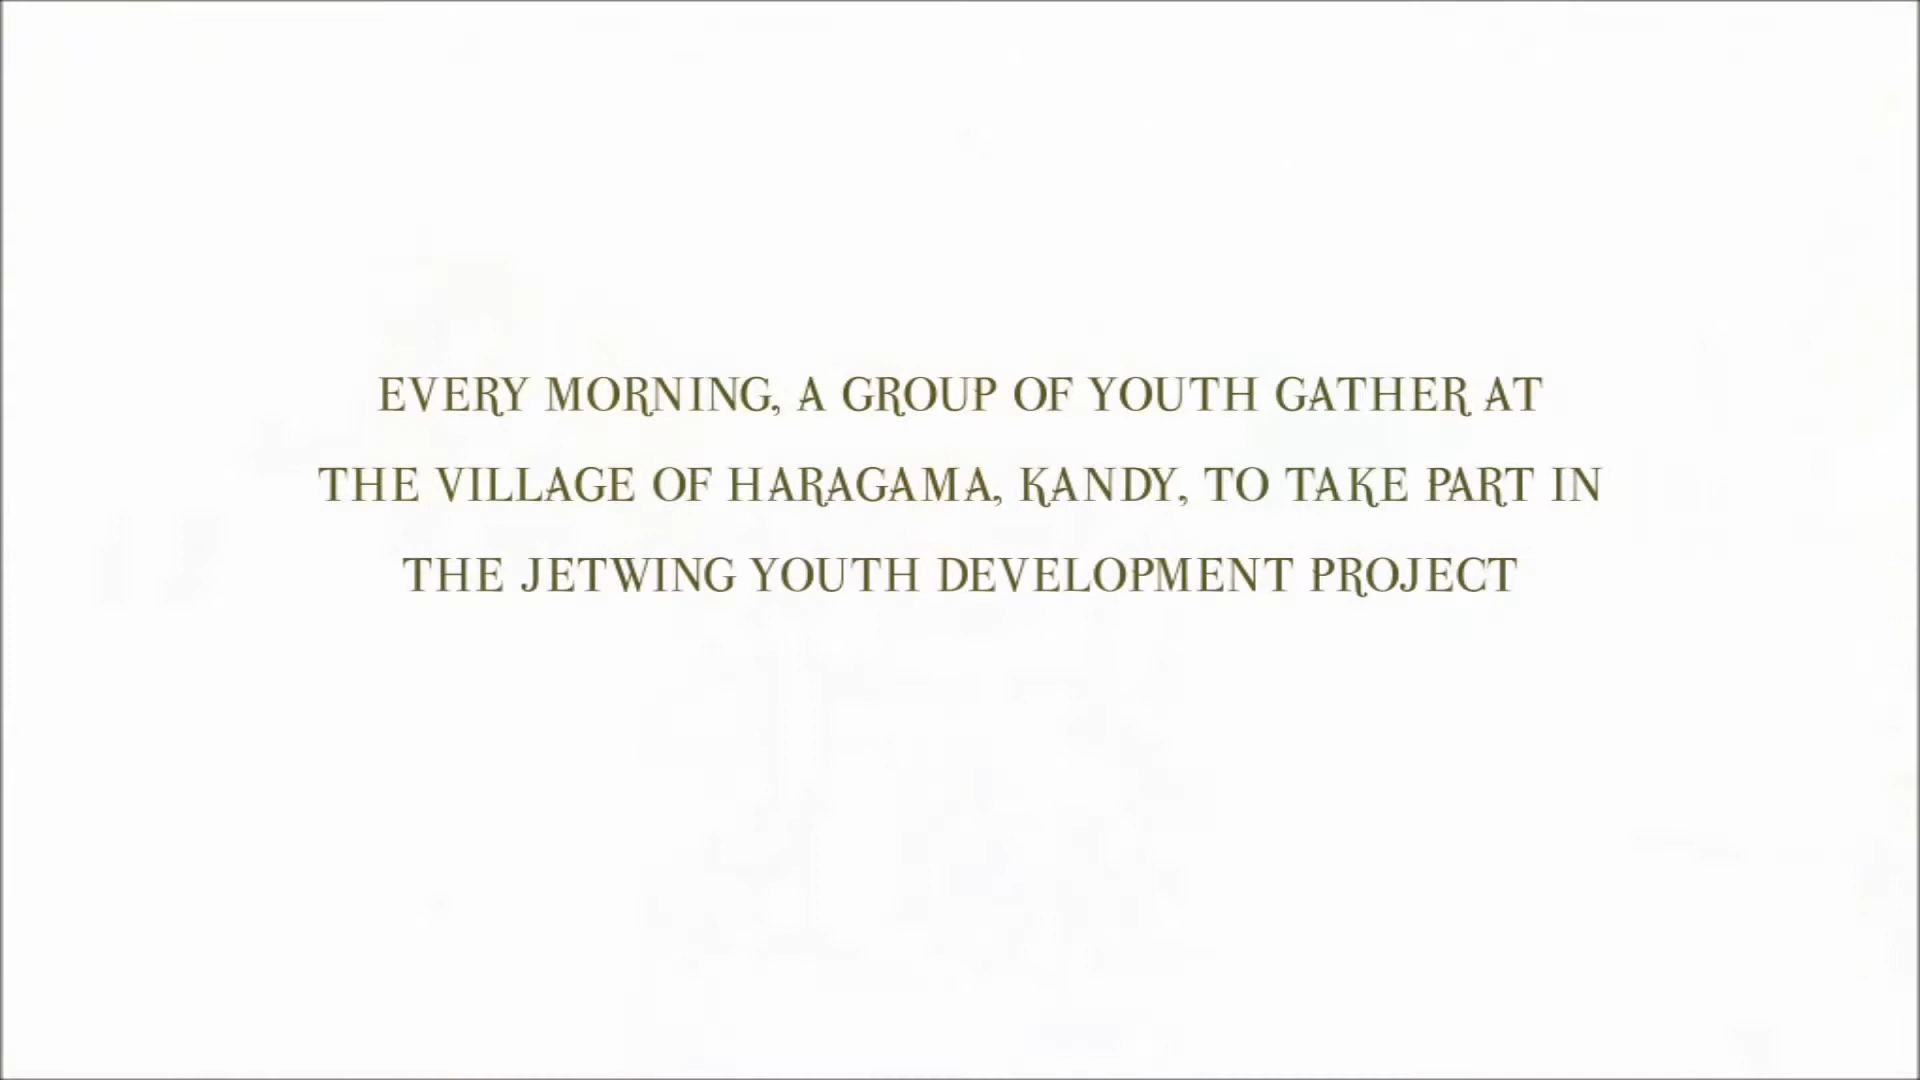 EVERY MORNING, A GROUP OF YOUTH GATHER AT
THE VILLAGE OF HARAGAMA, KANDY, TO TAKE PART IN
THE JETWING YOUTH DEVELOPMENT PROJECT